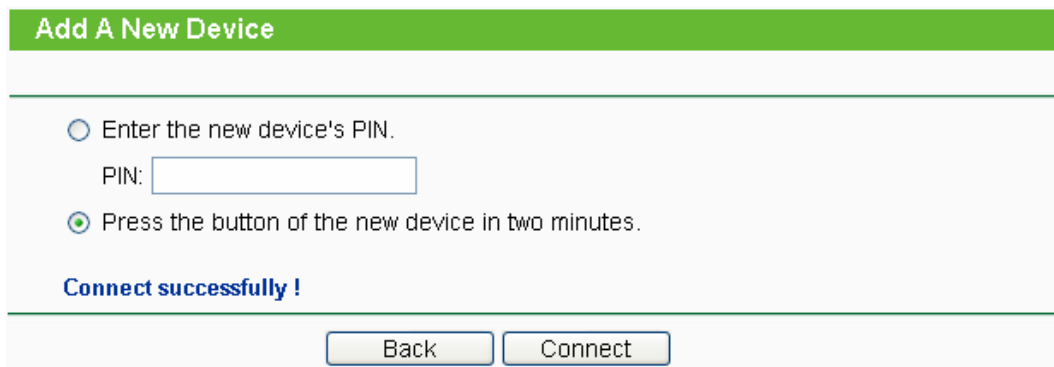 Add A New Device
Enter the new device's PIN.
PIN:
Press the button of the new device in two minutes.
Connect successfully !
Back Connect